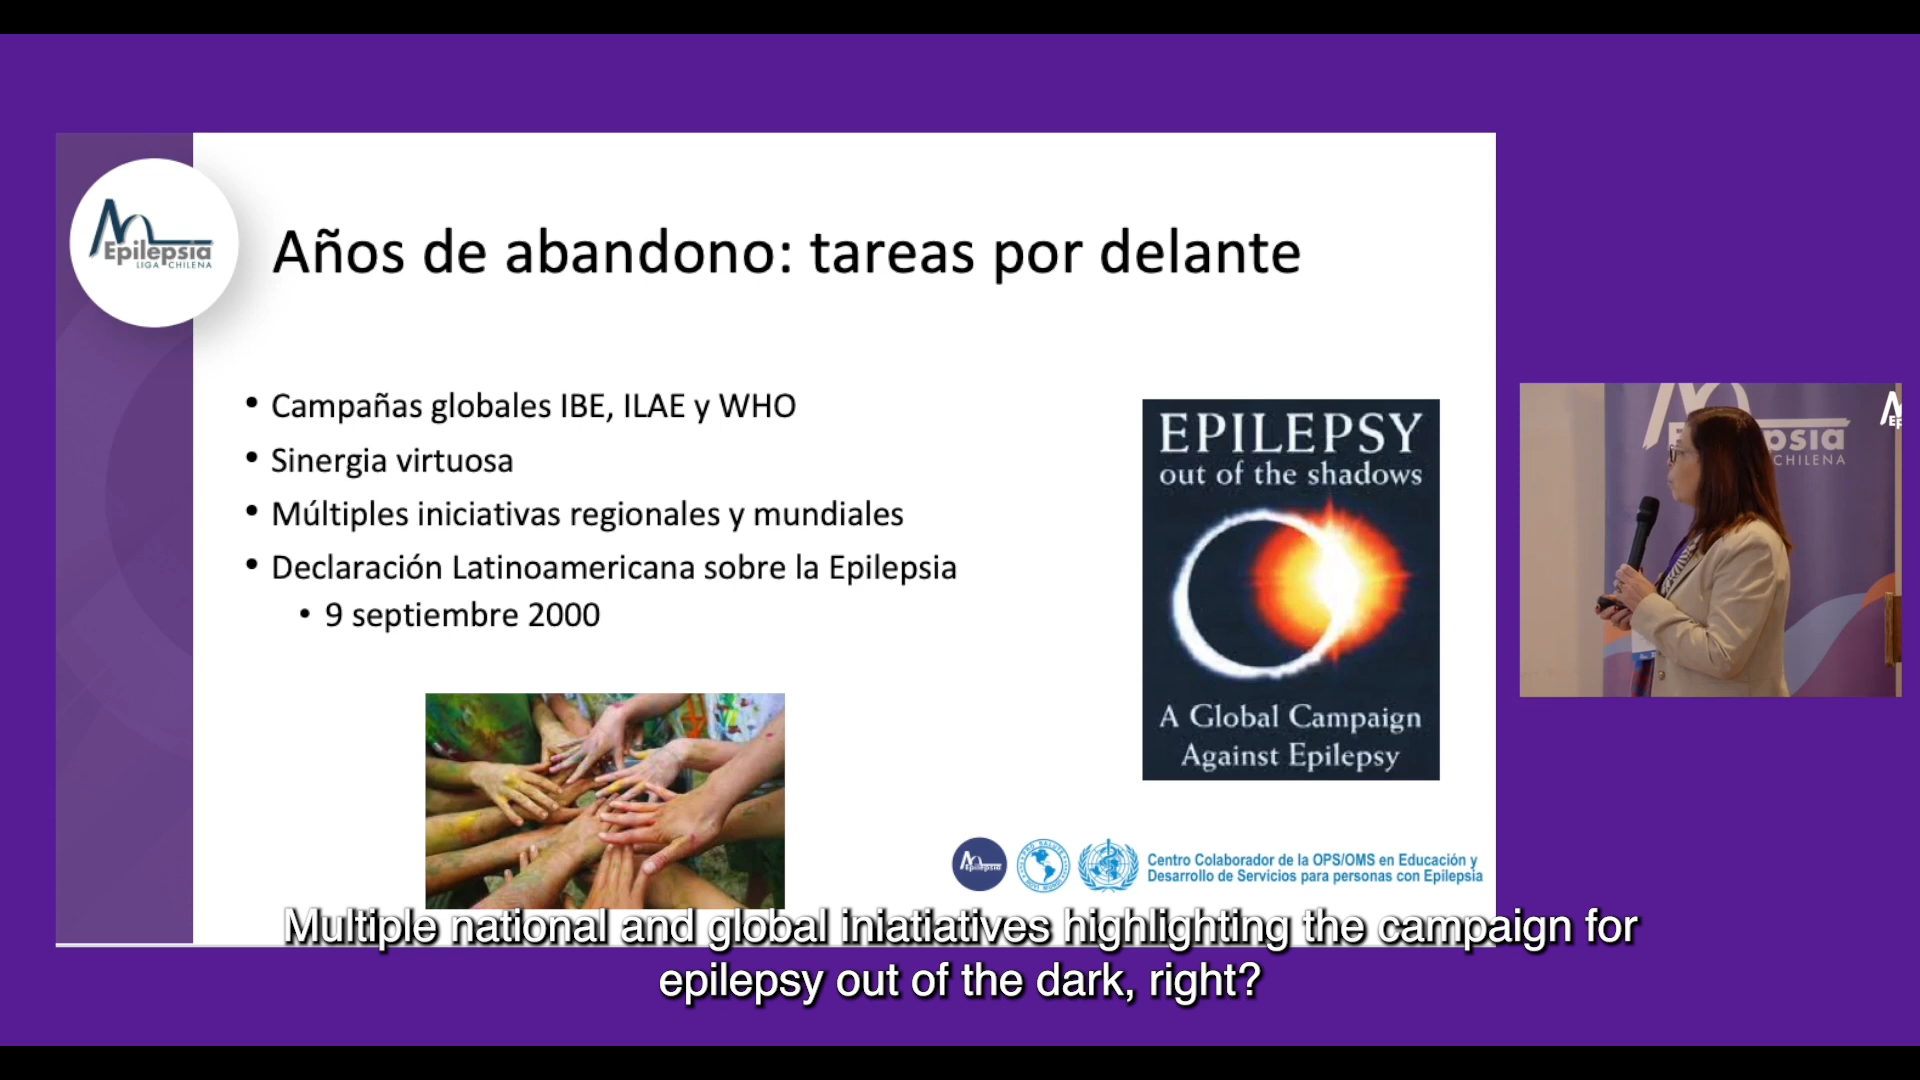 Epilepsia
LIGA CHILENA
Años de abandono: tareas por delante
• Campañas globales IBE, ILAE y WHO
• Sinergia virtuosa
• Múltiples iniciativas regionales y mundiales
• Declaración Latinoamericana sobre la Epilepsia
• 9 septiembre 2000
EPILEPSY
out of the shadows
A Global Campaign
Against Epilepsy
Epilepsia
Centro Colaborador de la OPS/OMS en Educación y
Desarrollo de Servicios para personas con Epilepsia
psia
CHILENA
Multiple national and global iniatiatives highlighting the campaign for
epilepsy out of the dark, right?